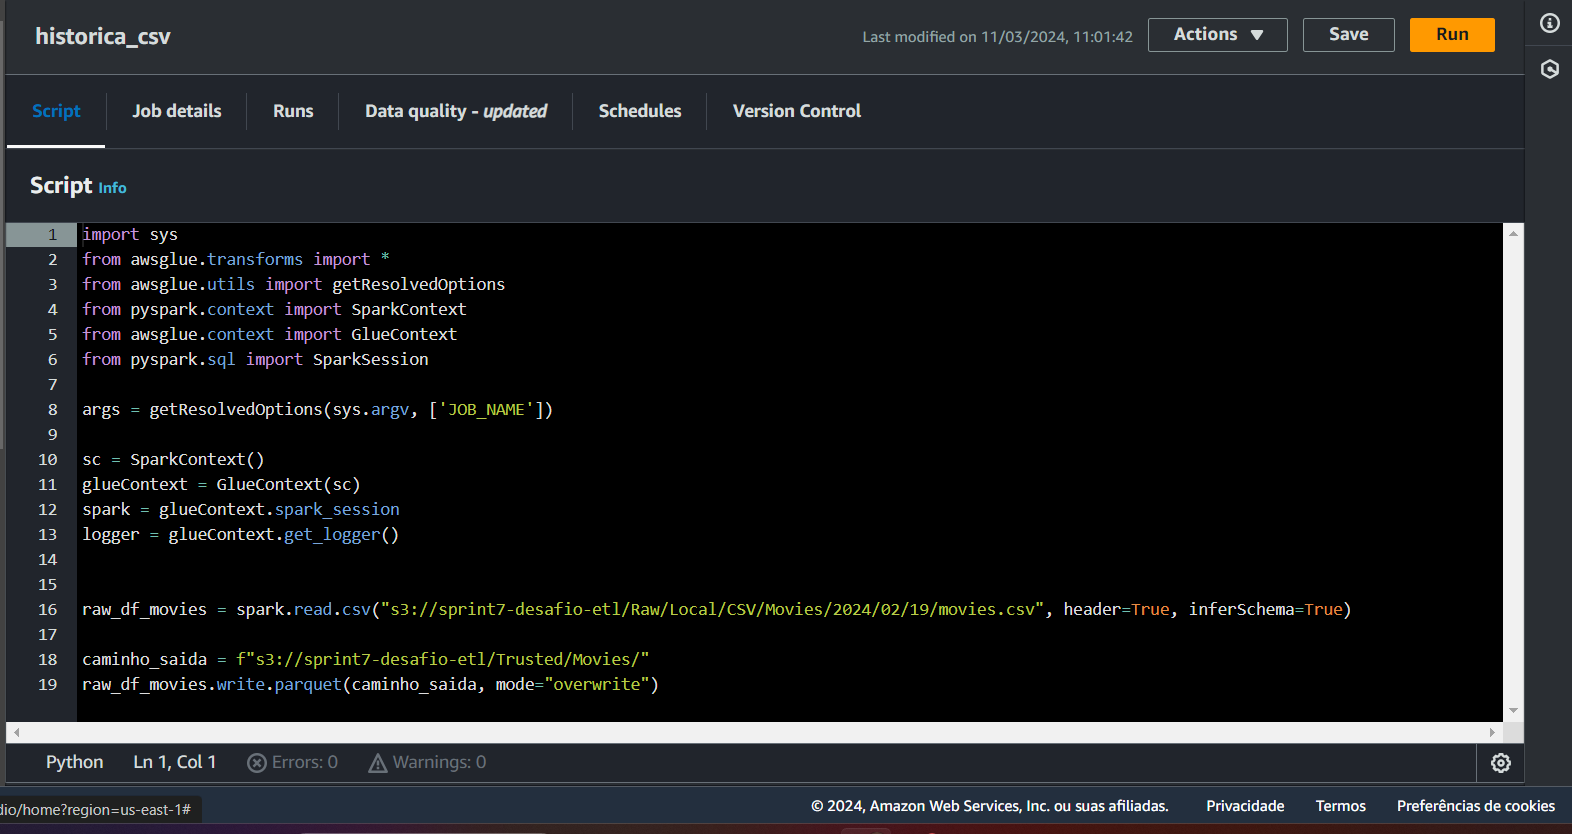 historica_csv
Last modified on 11/03/2024, 11:01:42
Actions
Save
Run
Script
Job details
Runs
Data quality - updated
Schedules
Version Control
Script Info
1 import sys
2 from awsglue.transforms import *
3 from awsglue.utils import getResolvedOptions
4 from pyspark.context import SparkContext
5 from awsglue.context import GlueContext
6 from pyspark.sql import SparkSession
7
8 args = getResolvedOptions(sys.argv, ['JOB_NAME'])
9
10 sc = SparkContext()
11 glueContext = GlueContext(sc)
12 spark = glueContext.spark_session
13 logger = glueContext.get_logger()
14
15
16 raw_df_movies = spark.read.csv("s3://sprint7-desafio-etl/Raw/Local/CSV/Movies/2024/02/19/movies.csv", header=True, inferSchema=True)
17
18 caminho_saida = f"s3://sprint7-desafio-etl/Trusted/Movies/"
19 raw_df_movies.write.parquet(caminho_saida, mode="overwrite")
Python
Ln 1, Col 1
Errors: 0
Warnings: 0
dio/home?region=us-east-1#
© 2024, Amazon Web Services, Inc. ou suas afiliadas.
Privacidade
Termos
Preferências de cookies